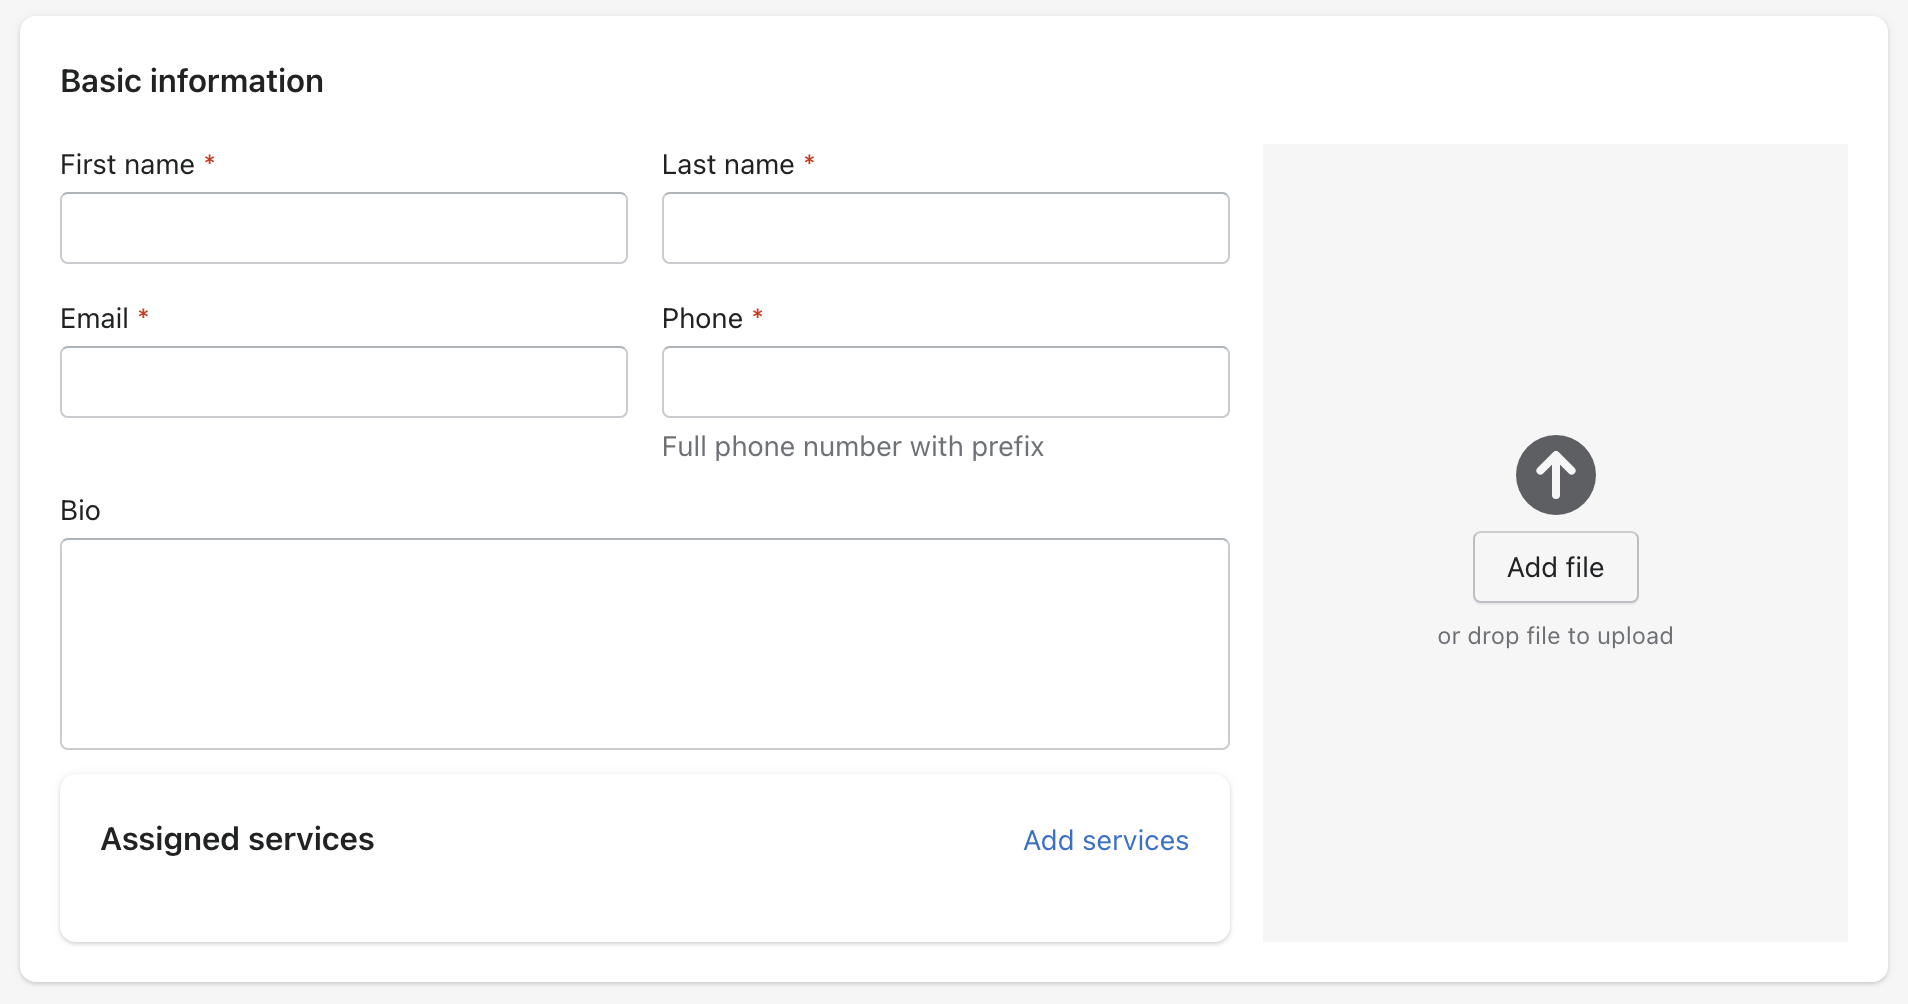 Basic information
First name *
Last name *
Email *
Phone *
Full phone number with prefix
Bio
Assigned services
Add services
Add file
or drop file to upload